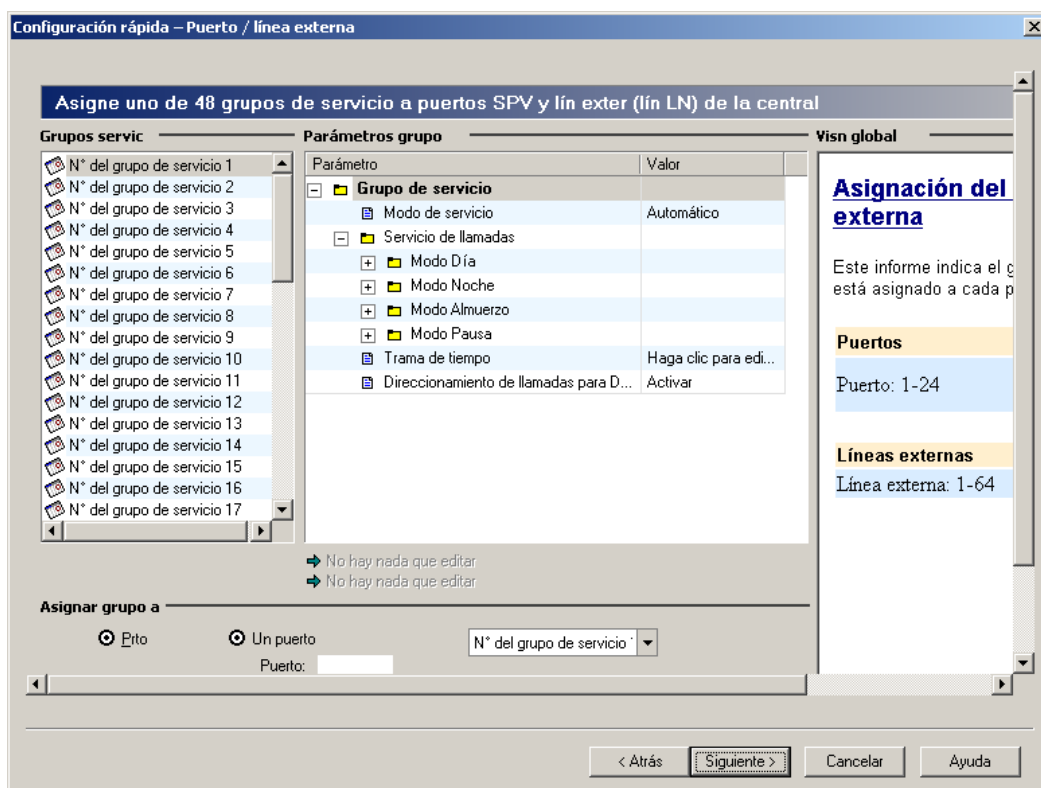 Configuración rápida – Puerto / línea externa
Asigne uno de 48 grupos de servicio a puertos SPV y lín exter (lín LN) de la central
Grupos servic
N° del grupo de servicio 1
N° del grupo de servicio 2
N° del grupo de servicio 3
N° del grupo de servicio 4
N° del grupo de servicio 5
N° del grupo de servicio 6
N° del grupo de servicio 7
N° del grupo de servicio 8
N° del grupo de servicio 9
N° del grupo de servicio 10
N° del grupo de servicio 11
N° del grupo de servicio 12
N° del grupo de servicio 13
N° del grupo de servicio 14
N° del grupo de servicio 15
N° del grupo de servicio 16
N° del grupo de servicio 17
Parámetros grupo
Parámetro Valor
Grupo de servicio
Modo de servicio Automático
Servicio de llamadas
Modo Día
Modo Noche
Modo Almuerzo
Modo Pausa
Trama de tiempo Haga clic para edi...
Direccionamiento de llamadas para D... Activar
No hay nada que editar
No hay nada que editar
Visn global
Asignación del
externa
Este informe indica el g
está asignado a cada p
Puertos
Puerto: 1-24
Líneas externas
Línea externa: 1-64
Asignar grupo a
Prto Un puerto N° del grupo de servicio
Puerto:
< Atrás Siguiente > Cancelar Ayuda